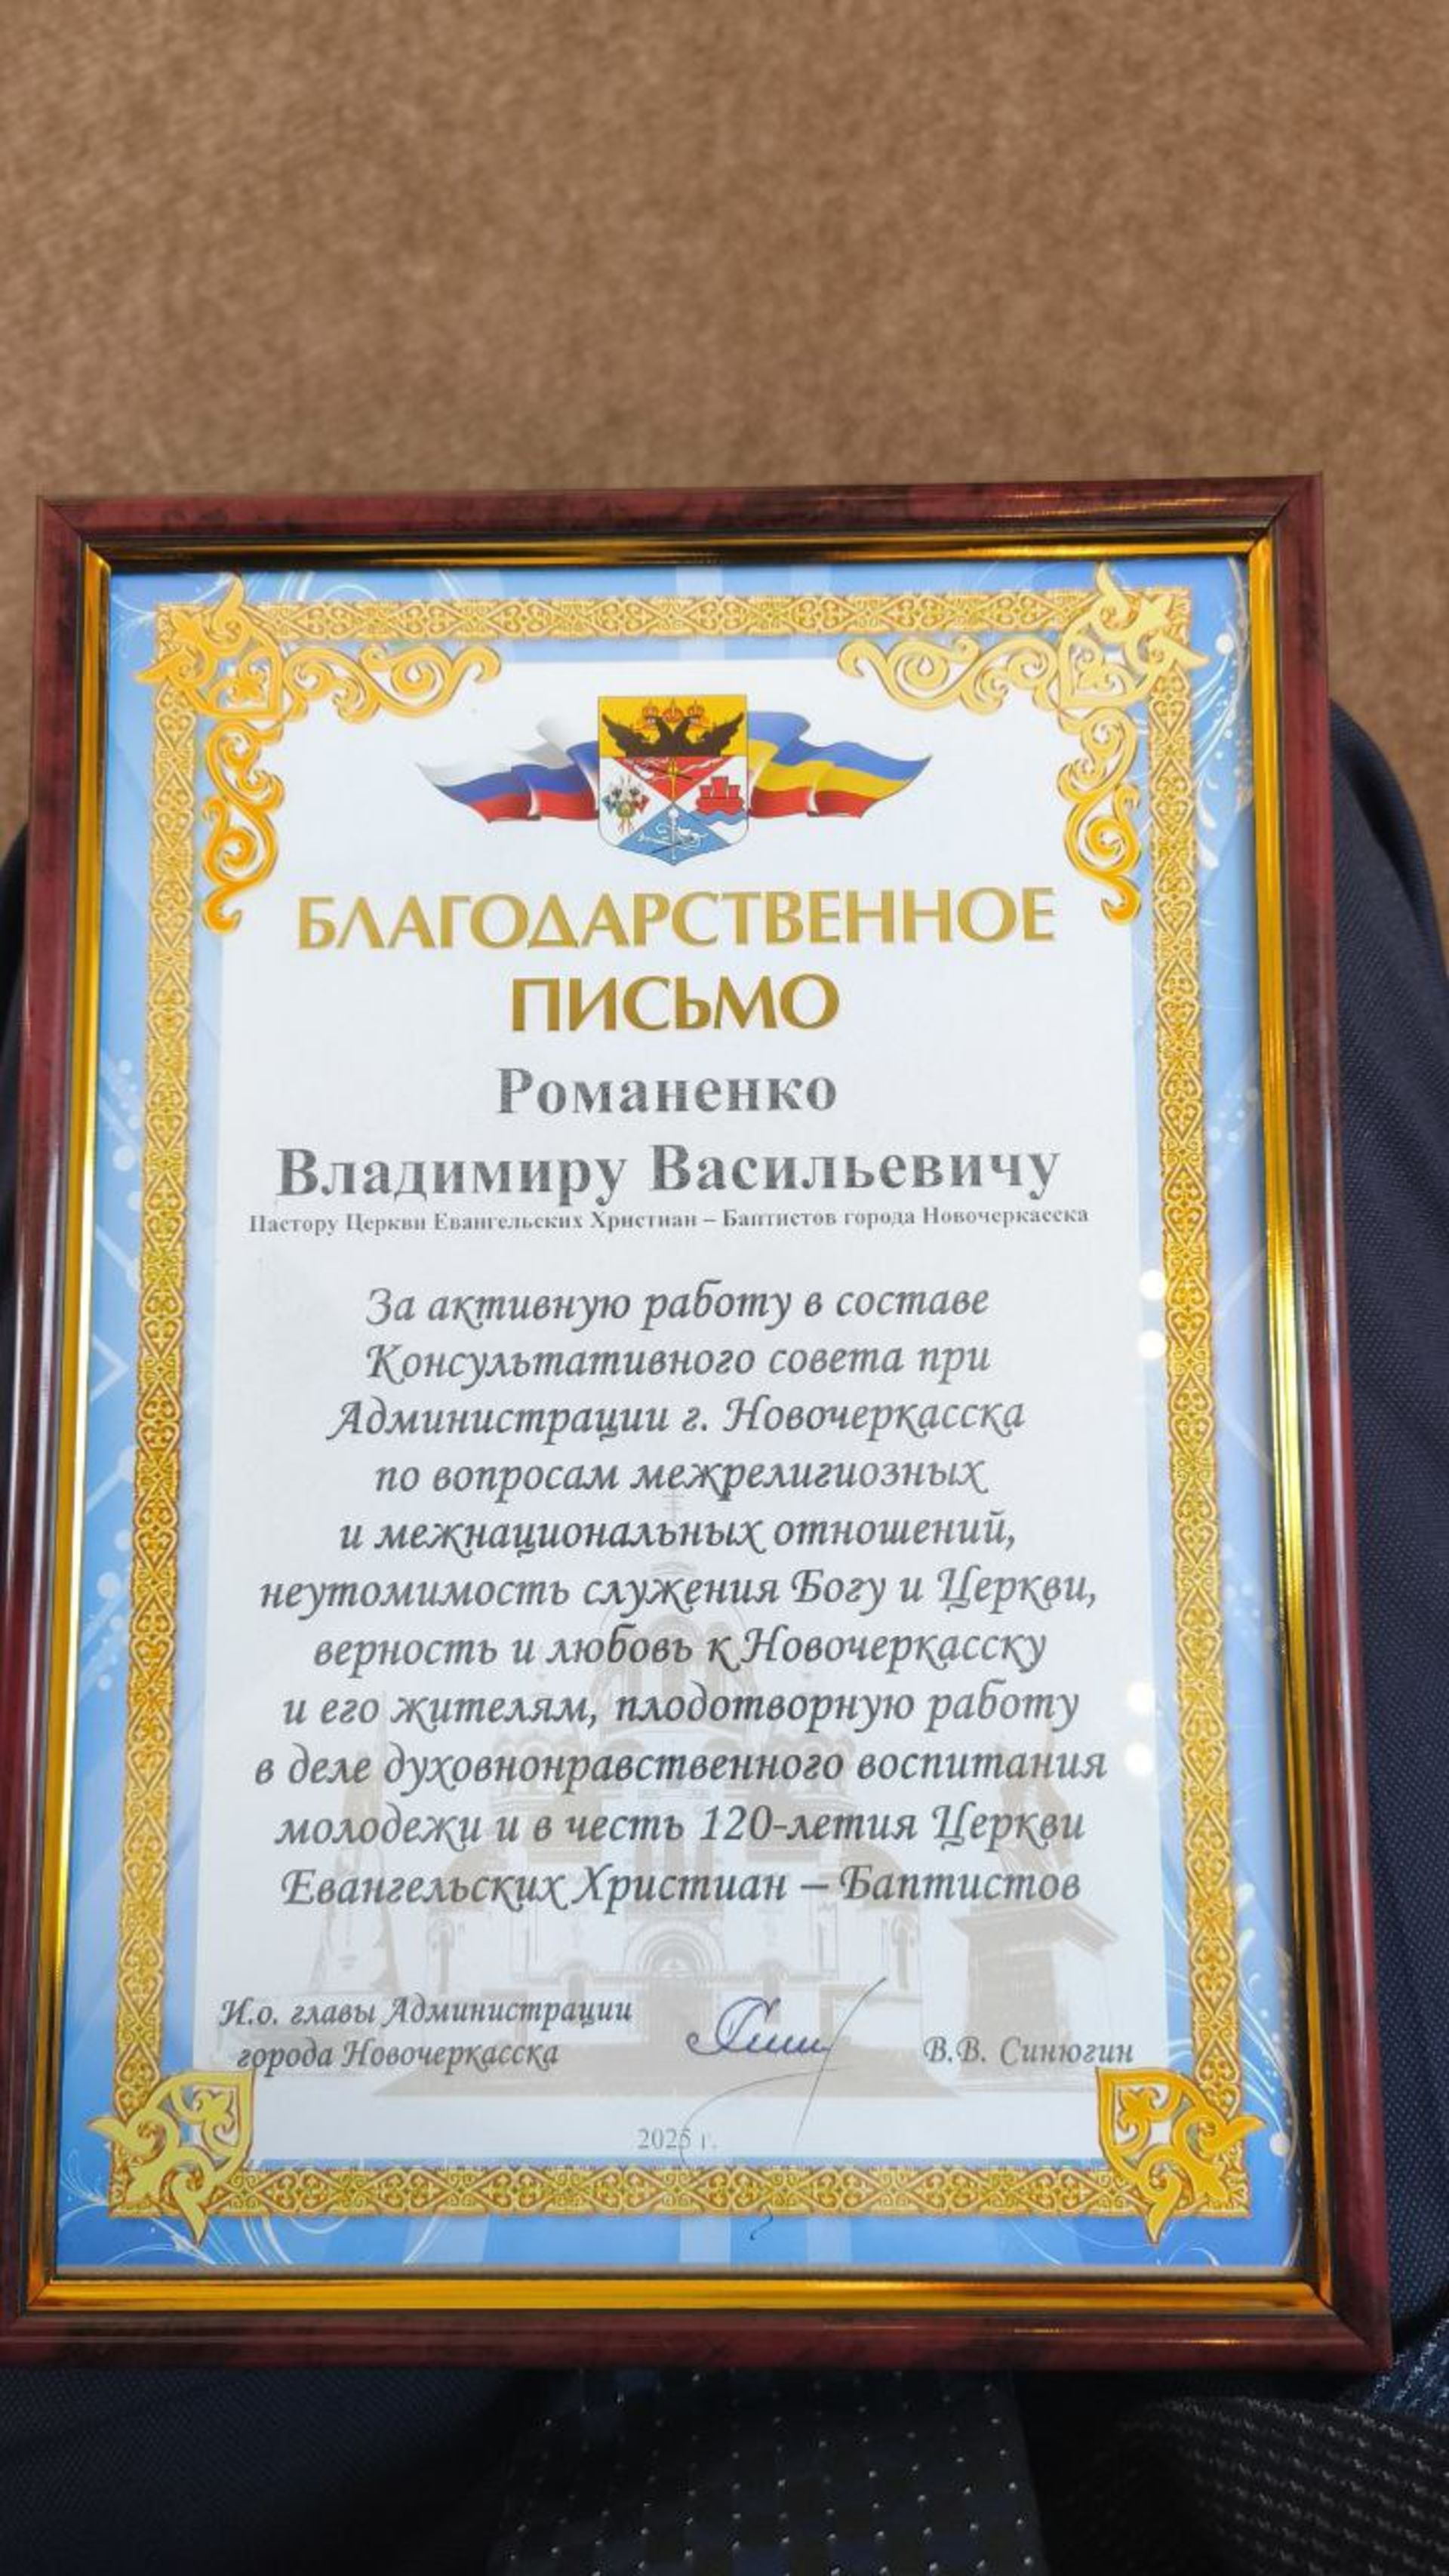 БЛАГОДАРСТВЕННОЕ
ПИСЬМО
Романенко
Владимиру Васильевичу
Пастору Церкви Евангельских Христиан – Баптистов города Новочеркасска
За активную работу в составе
Консультативного совета при
Администрации г. Новочеркасска
по вопросам межрелигиозных
и межнациональных отношений,
неутомимость служения Богу и Церкви,
верность и любовь к Новочеркасску
и его жителям, плодотворную работу
в деле духовнонравственного воспитания
молодежи и в честь 120-летия Церкви
Евангельских Христиан – Баптистов
И.о. главы Администрации
города Новочеркасска
В.В. Синюгин
2025 г.